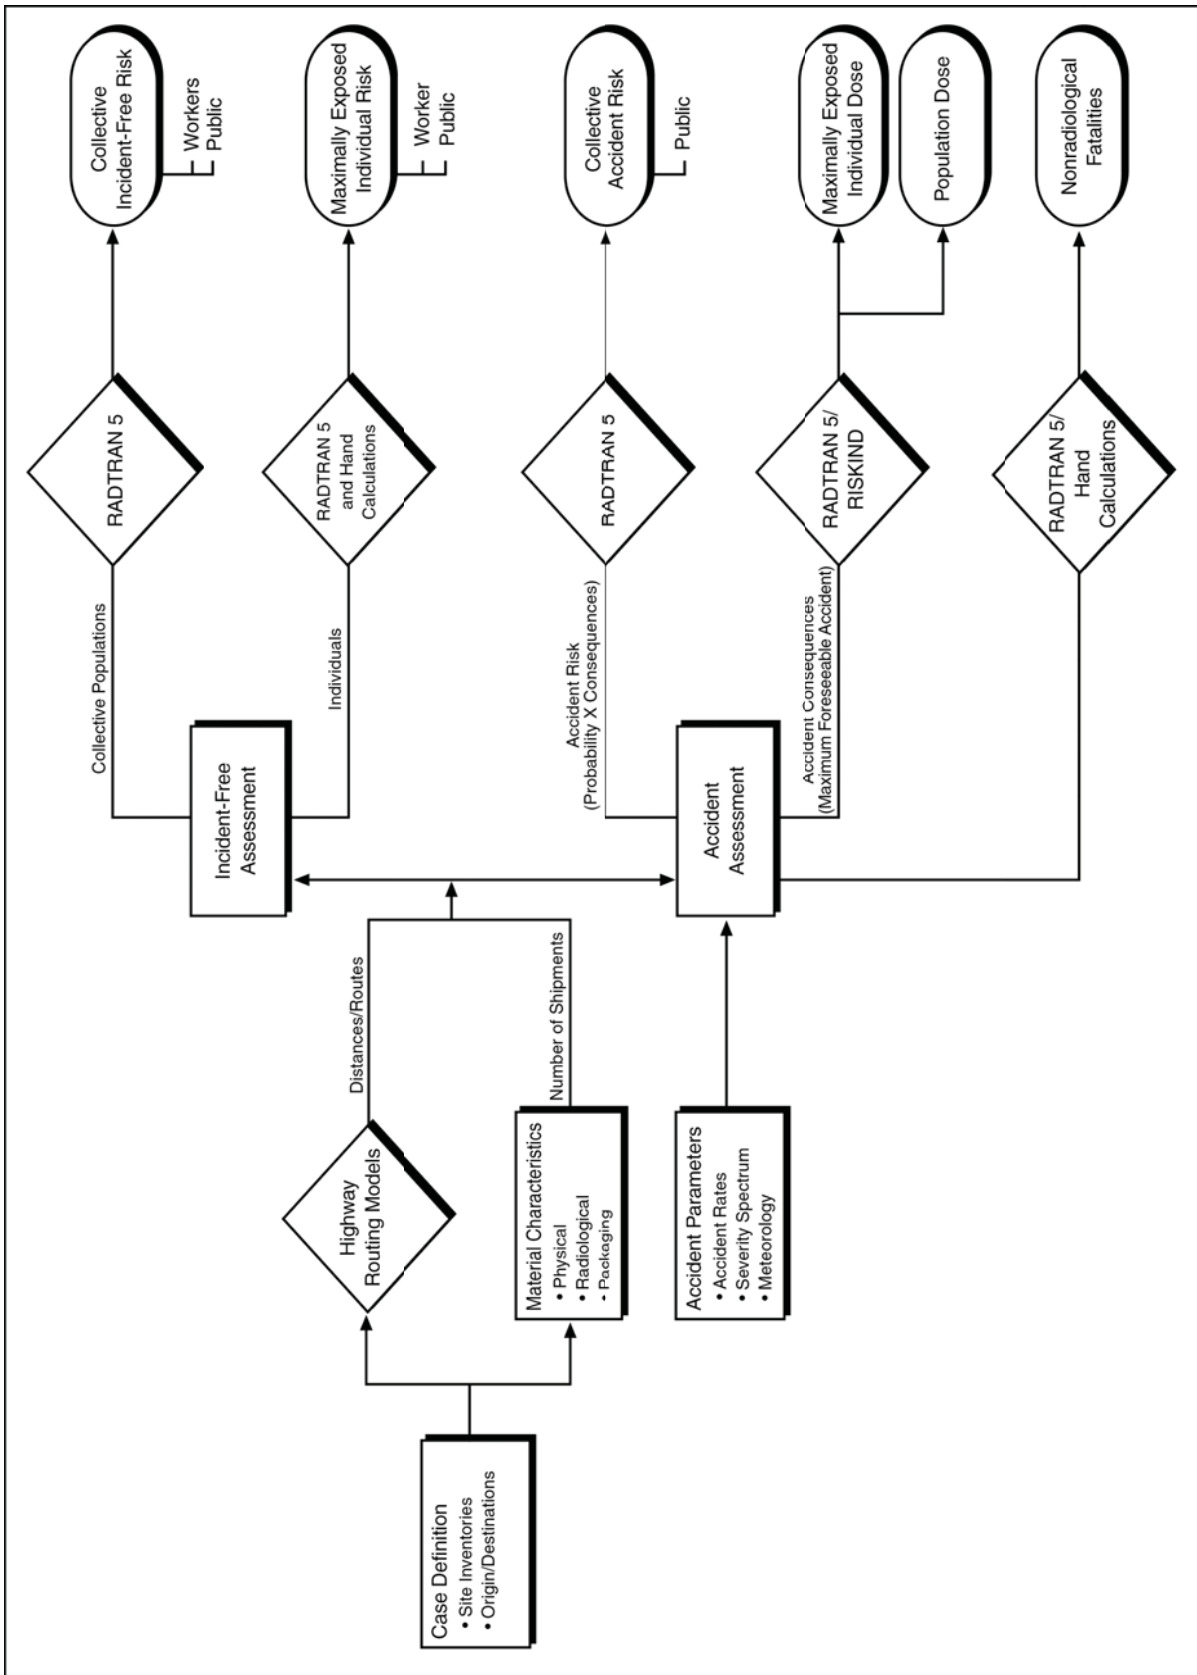 Case Definition
• Site Inventories
• Origin/Destinations
Highway
Routing Models
Distances/Routes
Material Characteristics
• Physical
• Radiological
- Packaging
Number of Shipments
Accident Parameters
• Accident Rates
• Severity Spectrum
• Meteorology
Incident-Free
Assessment
Collective Populations
Individuals
Accident
Assessment
Accident Risk
(Probability X Consequences)
Accident Consequences
(Maximum Foreseeable Accident)
RADTRAN 5
RADTRAN 5
and Hand
Calculations
RADTRAN 5
RADTRAN 5/
RISKIND
RADTRAN 5/
Hand
Calculations
Collective
Incident-Free Risk
Workers
Public
Maximally Exposed
Individual Risk
Worker
Public
Collective
Accident Risk
Public
Maximally Exposed
Individual Dose
Population Dose
Nonradiological
Fatalities